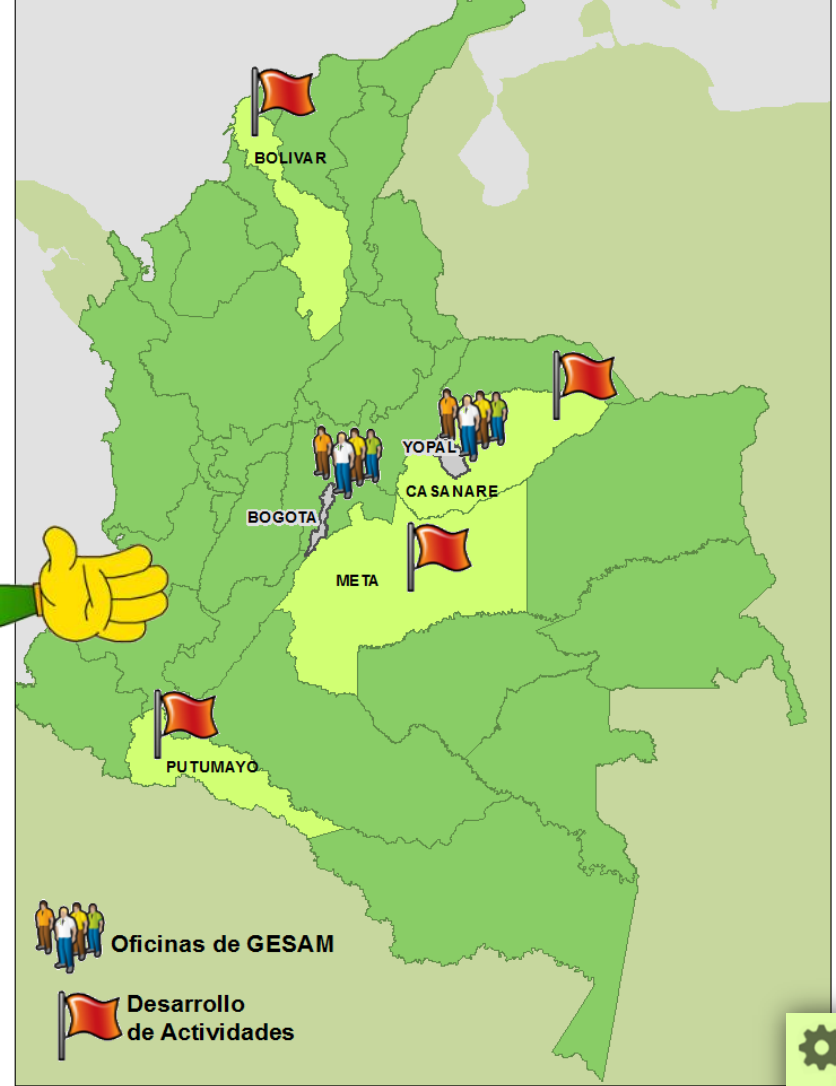 BOLIVAR
YOPAL
CASANARE
BOGOTA
META
PUTUMAYO
Oficinas de GESAM
Desarrollo
de Actividades